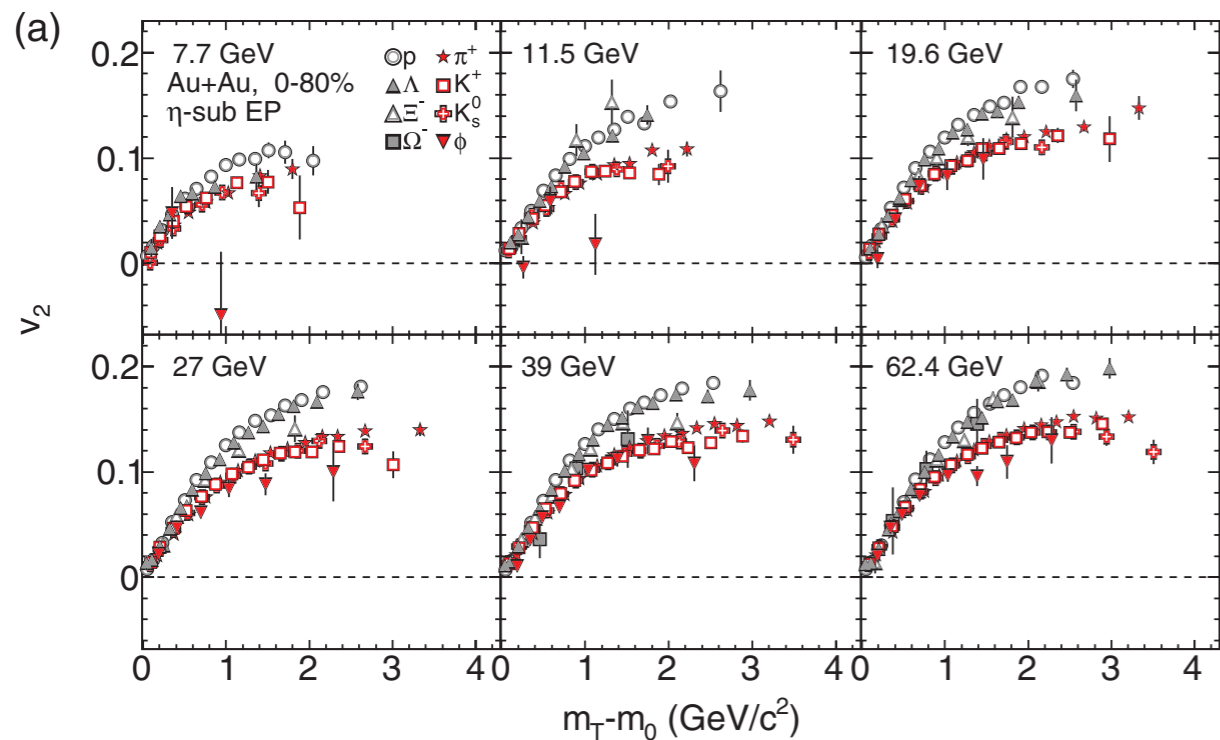 (a)
0.2
0.1
0
7.7 GeV
Au+Au, 0-80%
η-sub EP
p
π⁺
Λ
K⁺
Ξ⁻
K⁰ₛ
Ω⁻
ϕ
11.5 GeV
19.6 GeV
v₂
0.2
0.1
0
27 GeV
39 GeV
62.4 GeV
0 1 2 3 4 0 1 2 3 4 0 1 2 3 4
m_T-m₀ (GeV/c²)